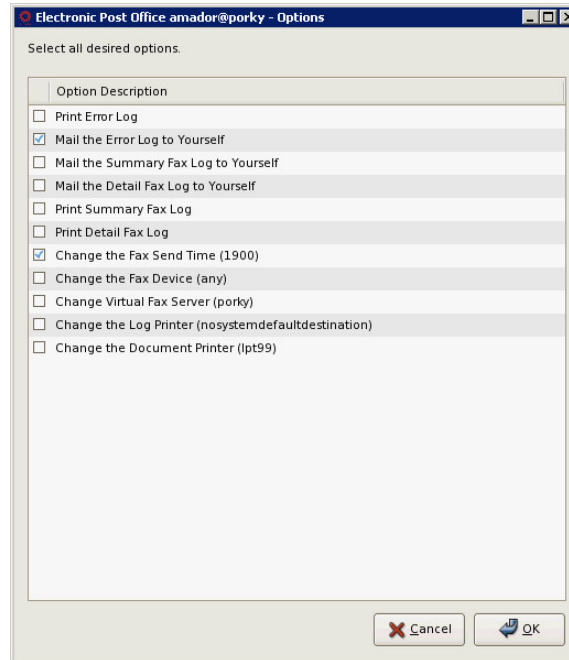 Electronic Post Office amador@porky - Options
Select all desired options.
Option Description
Print Error Log
Mail the Error Log to Yourself
Mail the Summary Fax Log to Yourself
Mail the Detail Fax Log to Yourself
Print Summary Fax Log
Print Detail Fax Log
Change the Fax Send Time (1900)
Change the Fax Device (any)
Change Virtual Fax Server (porky)
Change the Log Printer (nosystemdefaultdestination)
Change the Document Printer (lpt99)
Cancel OK